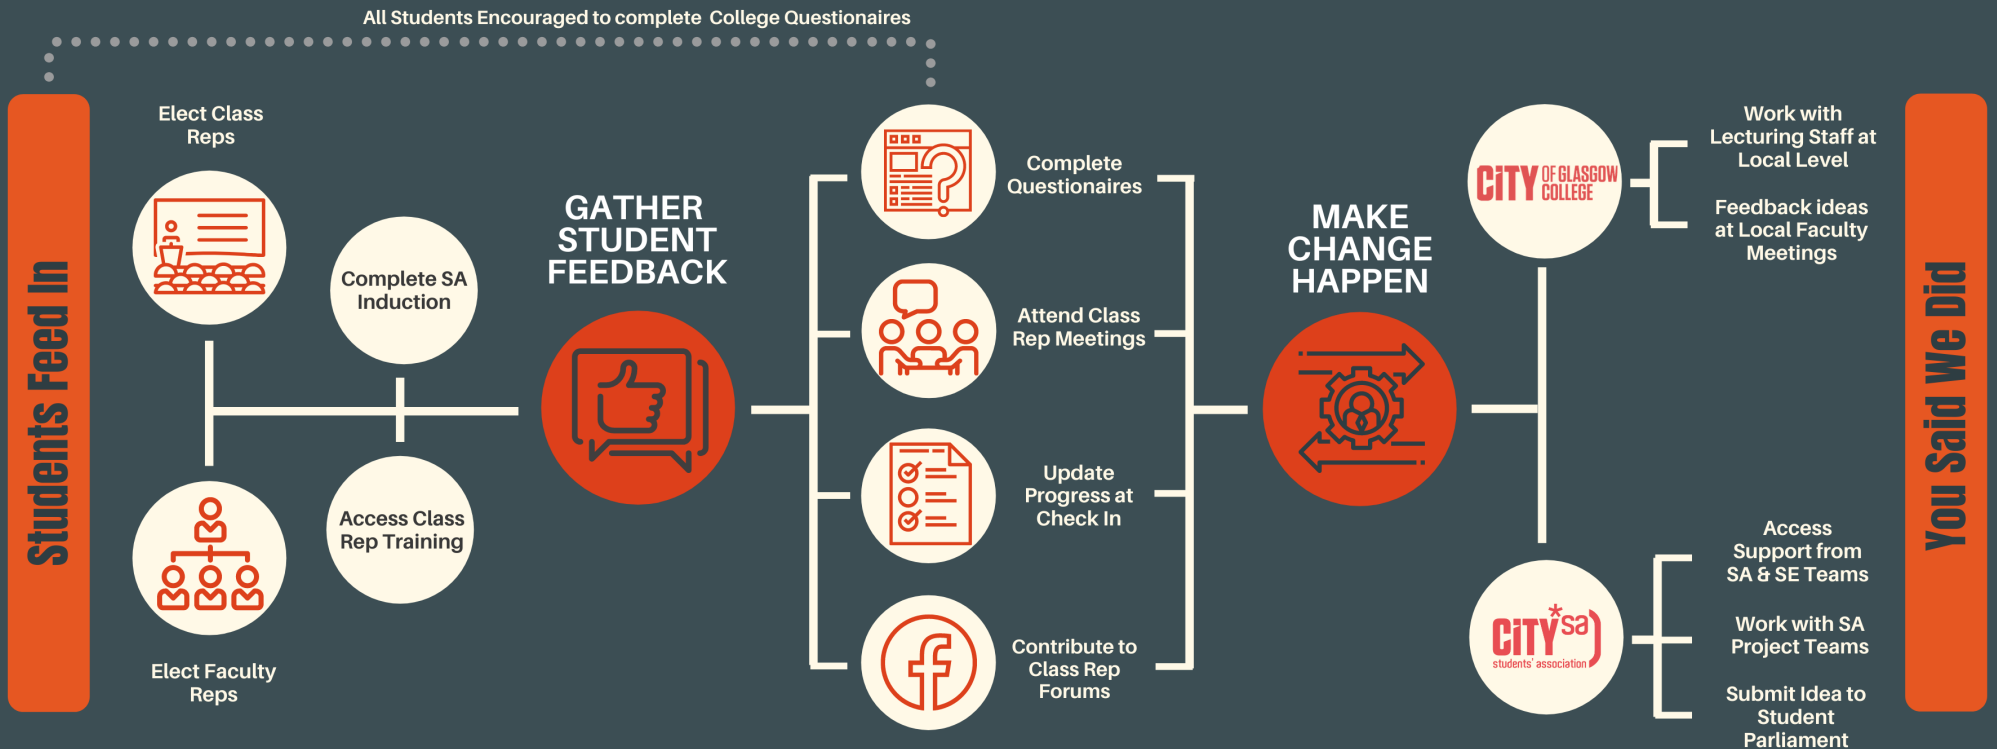 All Students Encouraged to complete College Questionaires
Students Feed In
Elect Class
Reps
Complete SA
Induction
Access Class
Rep Training
Elect Faculty
Reps
GATHER
STUDENT
FEEDBACK
Complete
Questionaires
Attend Class
Rep Meetings
Update
Progress at
Check In
Contribute to
Class Rep
Forums
MAKE
CHANGE
HAPPEN
CiTY OF GLASGOW
COLLEGE
Work with
Lecturing Staff at
Local Level
Feedback ideas
at Local Faculty
Meetings
CiTY*sa
students' association
Access
Support from
SA & SE Teams
Work with SA
Project Teams
Submit Idea to
Student
Parliament
You Said We Did